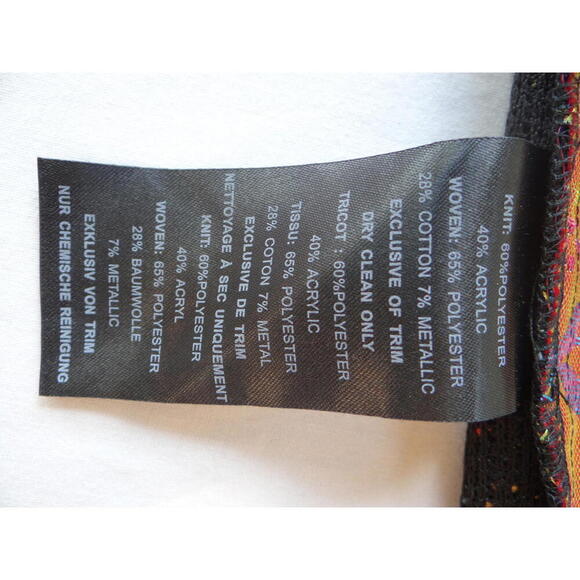 KNIT: 60%POLYESTER
40% ACRYLIC
WOVEN: 65% POLYESTER
28% COTTON 7% METALLIC
EXCLUSIVE OF TRIM
DRY CLEAN ONLY
TRICOT : 60%POLYESTER
40% ACRYLIC
TISSU: 65% POLYESTER
28% COTON 7% METAL
EXCLUSIVE DE TRIM
NETTOYAGE À SEC UNIQUEMENT
KNIT: 60%POLYESTER
40% ACRYL
WOVEN: 65% POLYESTER
28% BAUMWOLLE
7% METALLIC
EXKLUSIV VON TRIM
NUR CHEMISCHE REINIGUNG